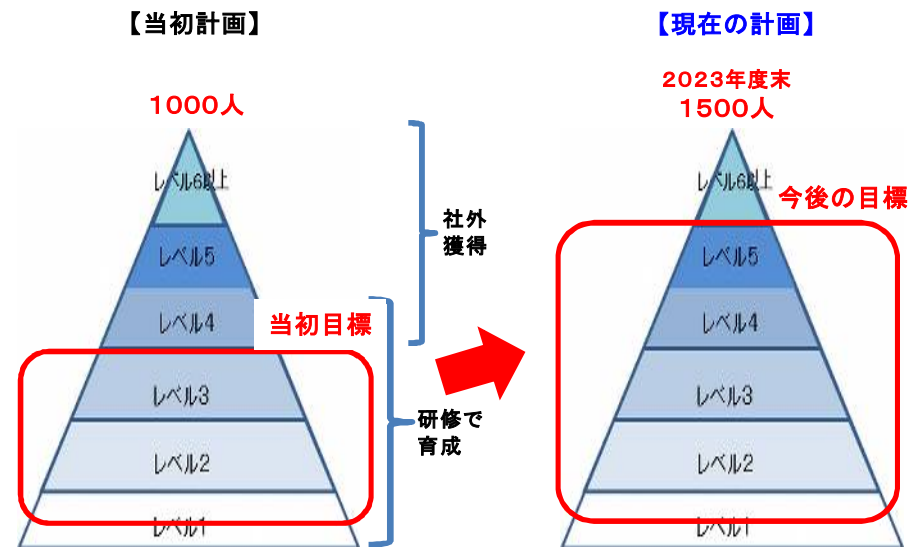 【当初計画】
1000人
レベル6以上
レベル5
レベル4
レベル3
レベル2
レベル1
当初目標
社外
獲得
研修で
育成
【現在の計画】
2023年度末
1500人
レベル6以上
今後の目標
レベル5
レベル4
レベル3
レベル2
レベル1